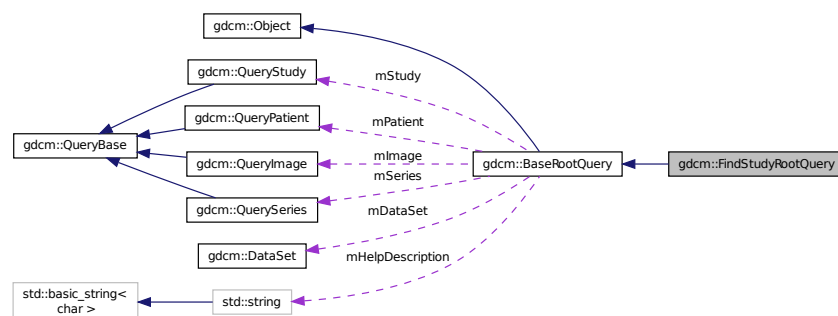 gdcm::Object
gdcm::QueryStudy
mStudy
gdcm::QueryPatient
mPatient
gdcm::QueryBase
gdcm::QueryImage
mImage
gdcm::BaseRootQuery
gdcm::FindStudyRootQuery
mSeries
gdcm::QuerySeries
mDataSet
gdcm::DataSet
mHelpDescription
std::basic_string<
char >
std::string